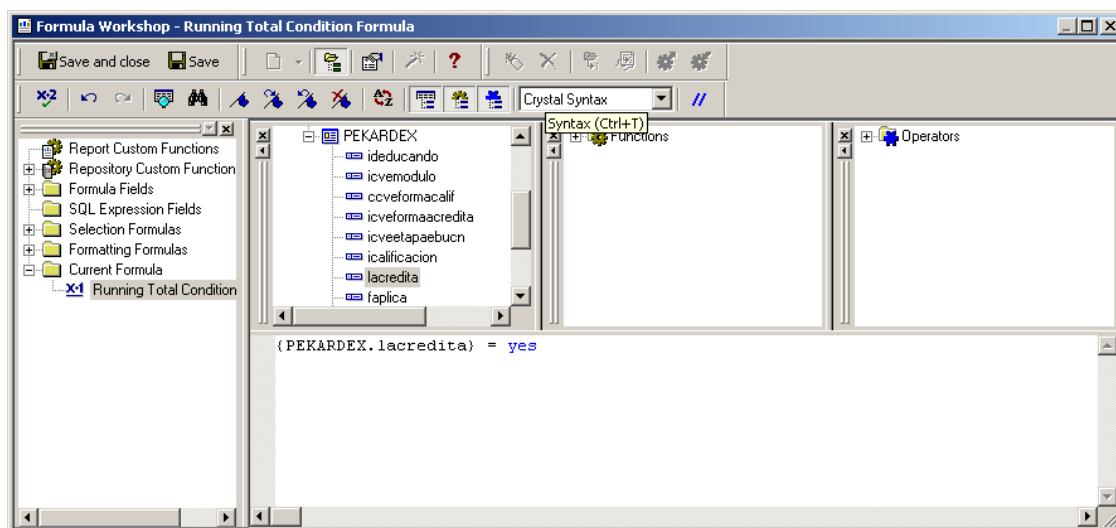 Formula Workshop - Running Total Condition Formula
Save and close Save ?
x-2 A Z Crystal Syntax //
Syntax (Ctrl+T)
Report Custom Functions
Repository Custom Function
Formula Fields
SQL Expression Fields
Selection Formulas
Formatting Formulas
Current Formula
x-1 Running Total Condition
PEKARDEX
ideducando
icvemodulo
ccveformacalif
icveformaacredita
icveetapaebucn
icalificacion
lacredita
faplica
Functions
Operators
{PEKARDEX.lacredita} = yes